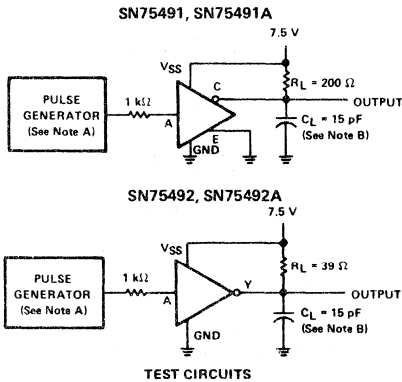 SN75491, SN75491A
7.5 V
VSS
C
RL = 200 Ω
PULSE
GENERATOR
(See Note A)
1 kΩ
A
OUTPUT
E
GND
CL = 15 pF
(See Note B)
SN75492, SN75492A
7.5 V
VSS
RL = 39 Ω
PULSE
GENERATOR
(See Note A)
1 kΩ
A
Y
OUTPUT
GND
CL = 15 pF
(See Note B)
TEST CIRCUITS